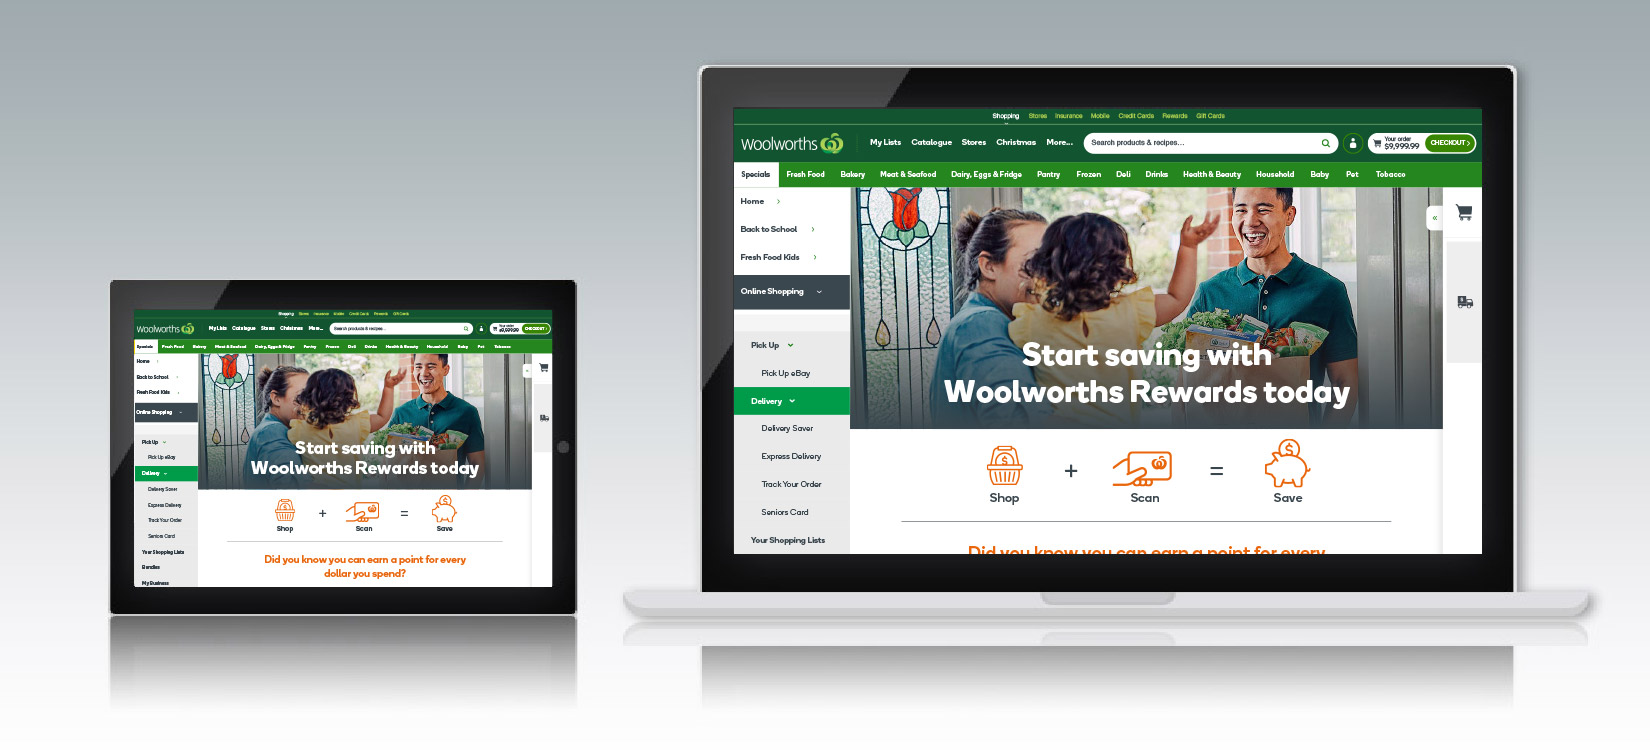 Shopping Stores Insurance Mobile Credit Cards Rewards Gift Cards
woolworths My Lists Catalogue Stores Christmas More... Search products & recipes... Your order $9,999.99 CHECKOUT
Specials Fresh Food Bakery Meat & Seafood Dairy, Eggs & Fridge Pantry Frozen Deli Drinks Health & Beauty Household Baby Pet Tobacco
Home
Back to School
Fresh Food Kids
Online Shopping
Pick Up
Pick Up eBay
Delivery
Delivery Saver
Express Delivery
Track Your Order
Seniors Card
Your Shopping Lists
Bundles
My Business
Start saving with
Woolworths Rewards today
Shop + Scan = Save
Did you know you can earn a point for every
dollar you spend?
Shopping Stores Insurance Mobile Credit Cards Rewards Gift Cards
woolworths My Lists Catalogue Stores Christmas More... Search products & recipes... Your order $9,999.99 CHECKOUT
Specials Fresh Food Bakery Meat & Seafood Dairy, Eggs & Fridge Pantry Frozen Deli Drinks Health & Beauty Household Baby Pet Tobacco
Home
Back to School
Fresh Food Kids
Online Shopping
Pick Up
Pick Up eBay
Delivery
Delivery Saver
Express Delivery
Track Your Order
Seniors Card
Your Shopping Lists
Start saving with
Woolworths Rewards today
Shop + Scan = Save
Did you know you can earn a point for every